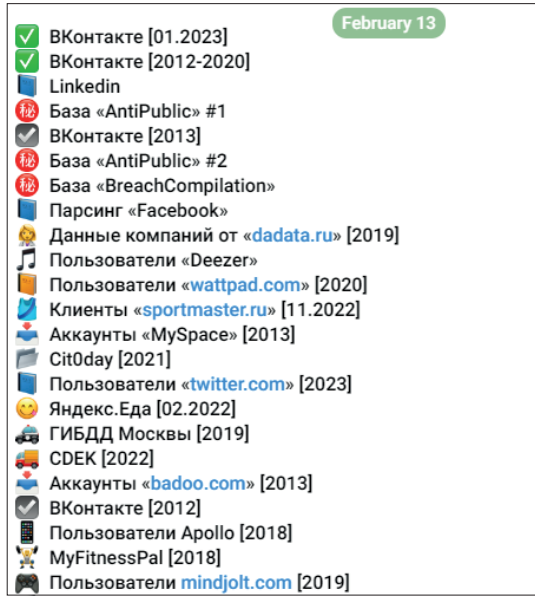 February 13
ВКонтакте [01.2023]
ВКонтакте [2012-2020]
Linkedin
㊙ База «AntiPublic» #1
ВКонтакте [2013]
㊙ База «AntiPublic» #2
㊙ База «BreachCompilation»
Парсинг «Facebook»
Данные компаний от «dadata.ru» [2019]
Пользователи «Deezer»
Пользователи «wattpad.com» [2020]
Клиенты «sportmaster.ru» [11.2022]
Аккаунты «MySpace» [2013]
Cit0day [2021]
Пользователи «twitter.com» [2023]
Яндекс.Еда [02.2022]
ГИБДД Москвы [2019]
CDEK [2022]
Аккаунты «badoo.com» [2013]
ВКонтакте [2012]
Пользователи Apollo [2018]
MyFitnessPal [2018]
Пользователи mindjolt.com [2019]